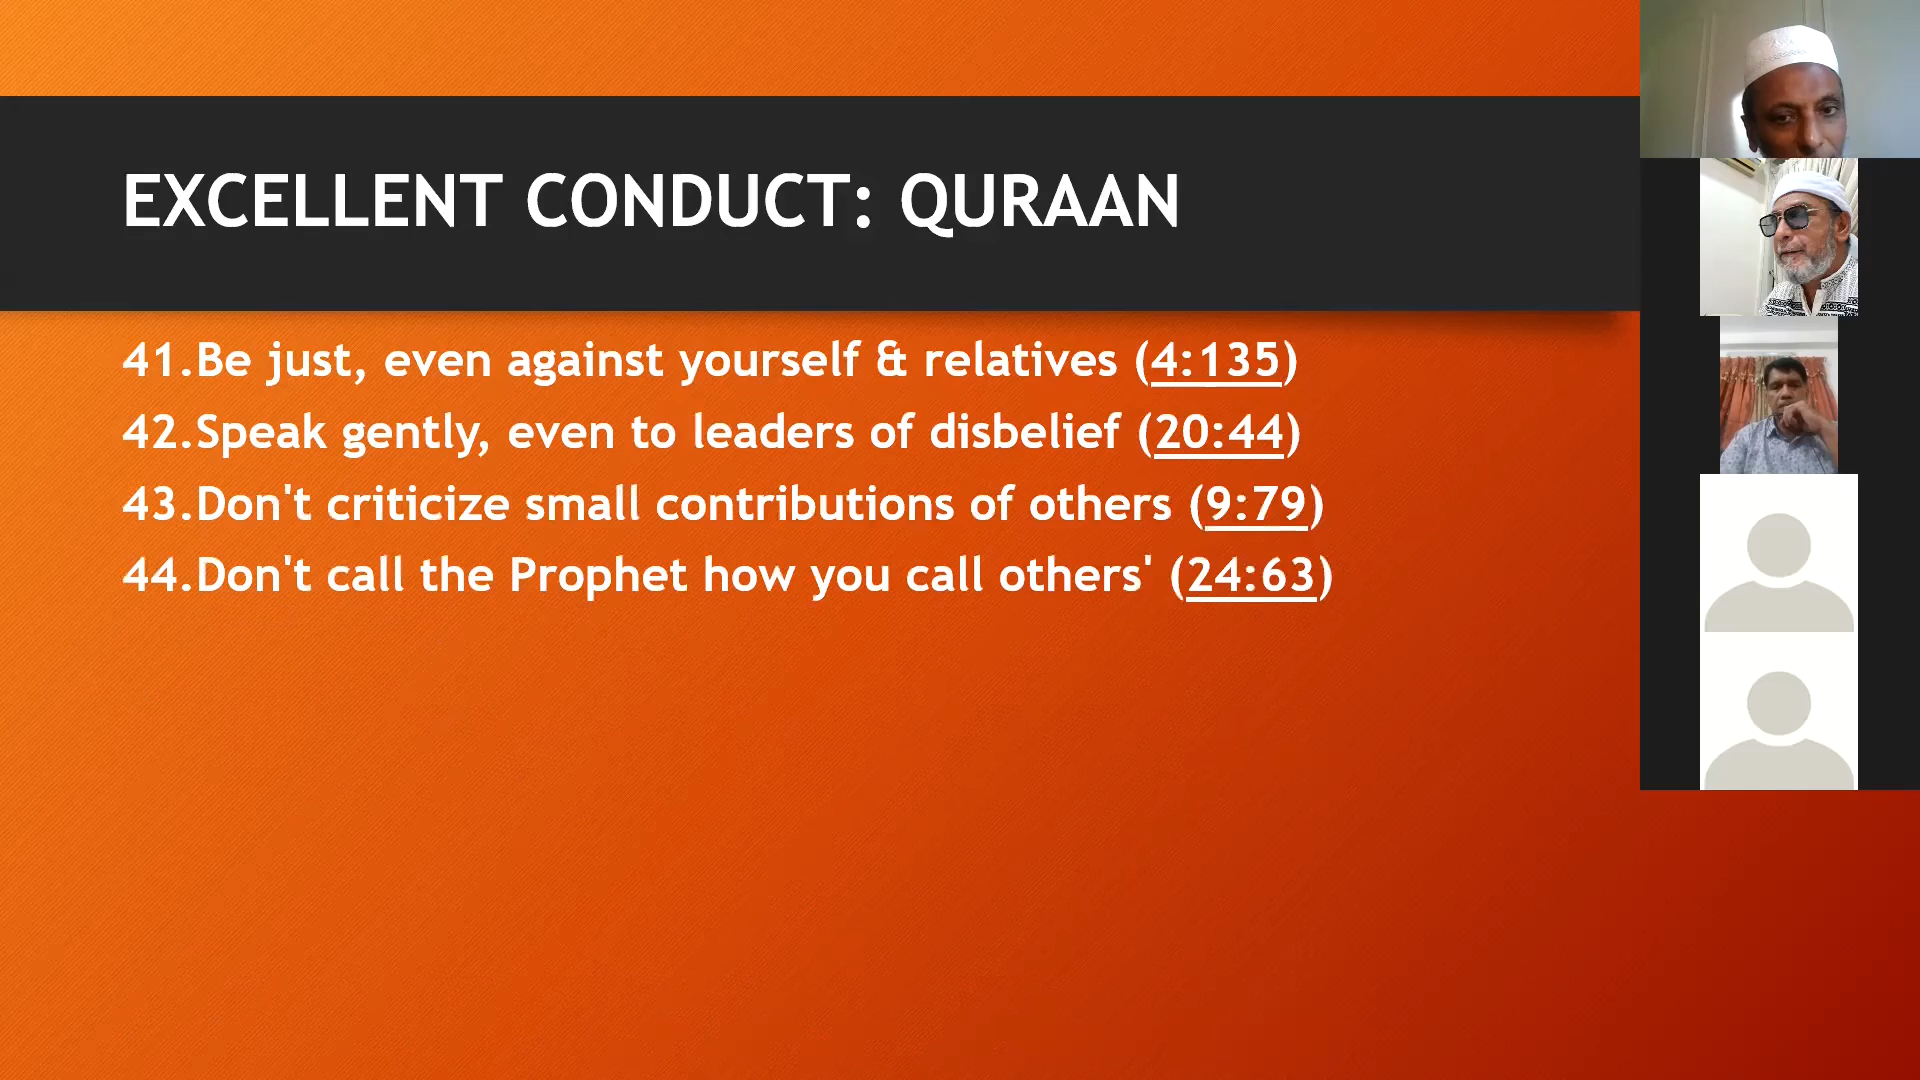 EXCELLENT CONDUCT: QURAAN
41.Be just, even against yourself & relatives (4:135)
42.Speak gently, even to leaders of disbelief (20:44)
43.Don't criticize small contributions of others (9:79)
44.Don't call the Prophet how you call others' (24:63)